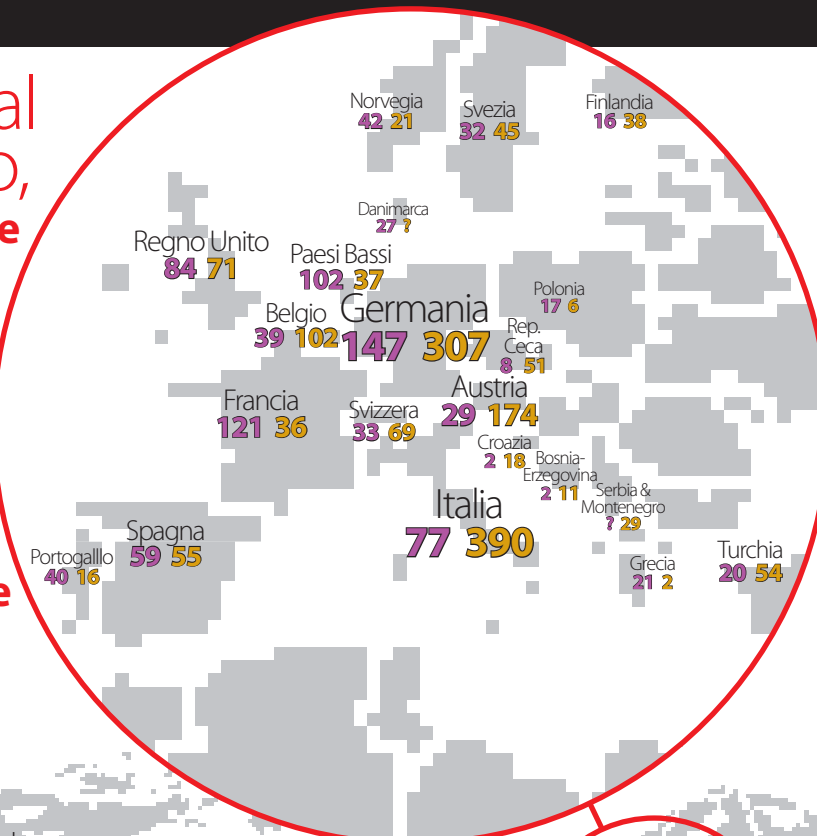 al
o,
e
Norvegia
42 21
Svezia
32 45
Finlandia
16 38
Danimarca
27 ?
Regno Unito
84 71
Paesi Bassi
102 37
Polonia
17 6
Belgio
39 102
Germania
147 307
Rep.
Ceca
8 51
Austria
29 174
Francia
121 36
Svizzera
33 69
Croazia
2 18
Bosnia-
Erzegovina
2 11
Serbia &
Montenegro
? 29
Italia
77 390
Spagna
59 55
Portogalllo
40 16
Grecia
21 2
Turchia
20 54
e